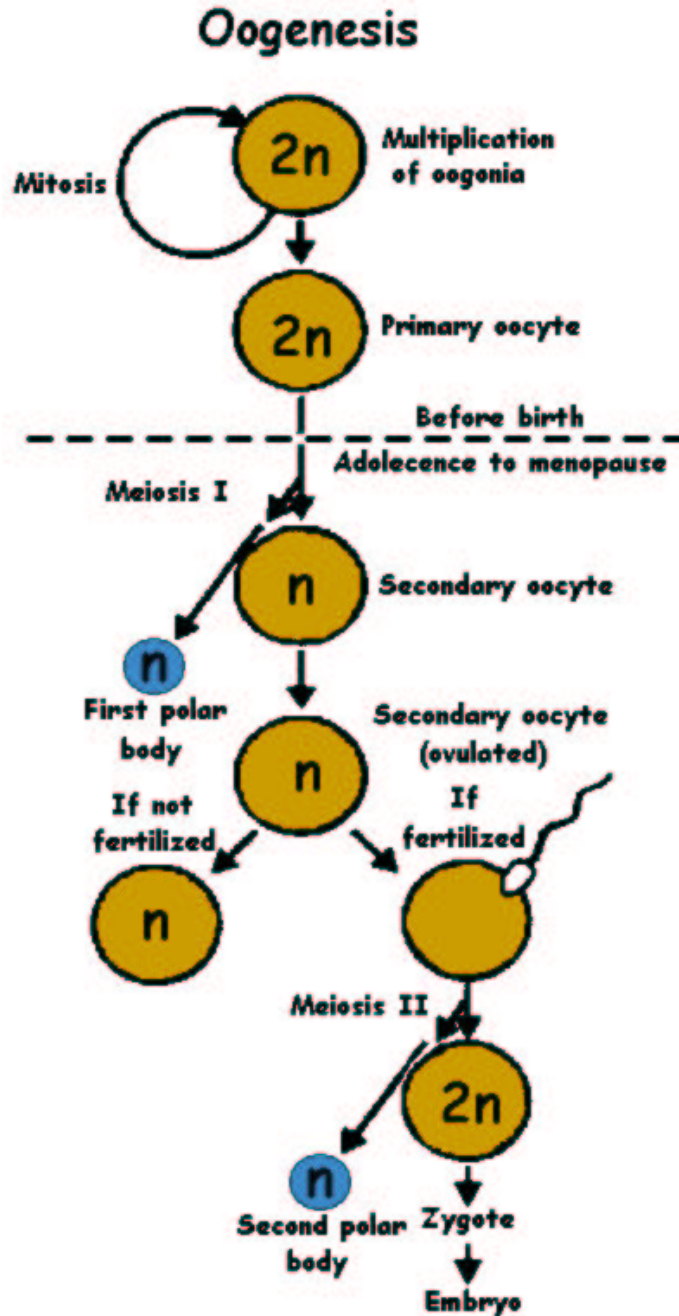 Oogenesis
2n
Multiplication
of oogonia
Mitosis
2n
Primary oocyte
Before birth
Adolecence to menopause
Meiosis I
n
Secondary oocyte
n
First polar
body
Secondary oocyte
(ovulated)
n
If not
fertilized
If
fertilized
n
Meiosis II
2n
n
Second polar
body
Zygote
Embryo